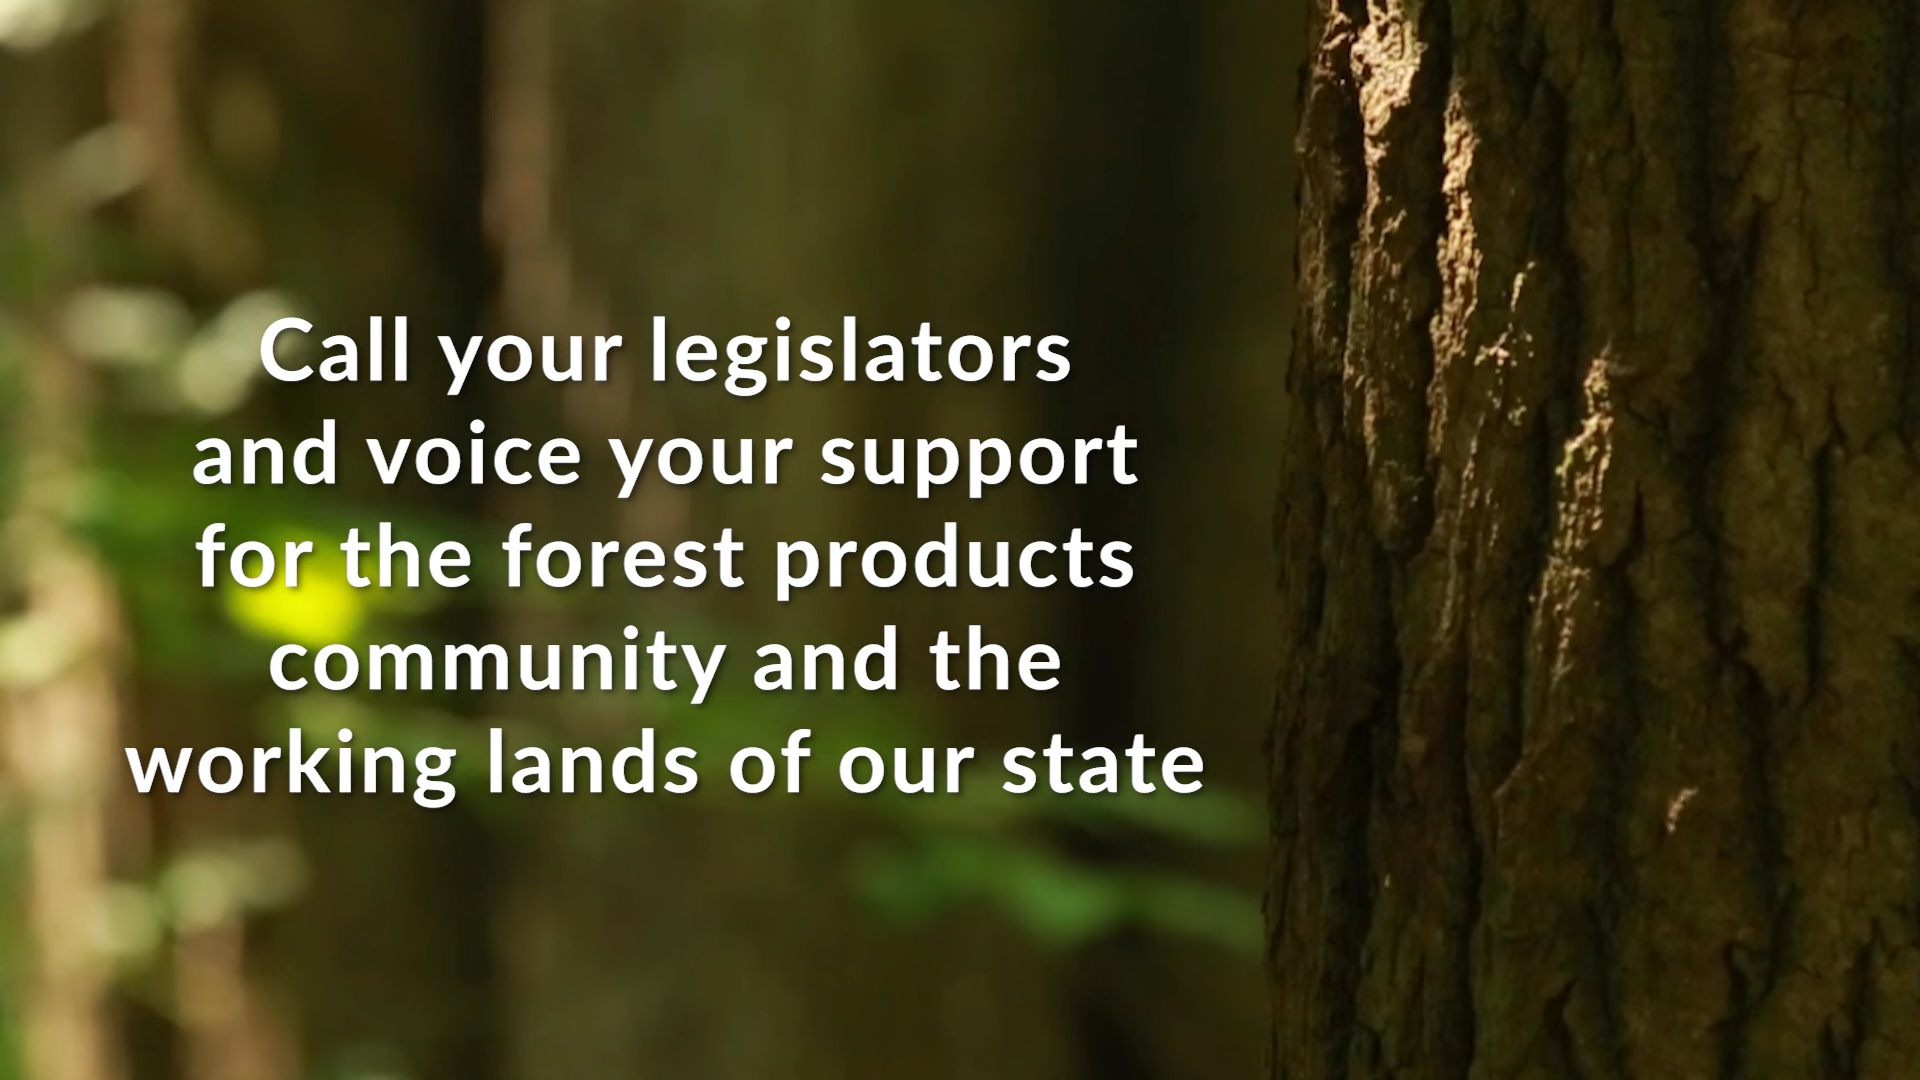 Call your legislators
and voice your support
for the forest products
community and the
working lands of our state